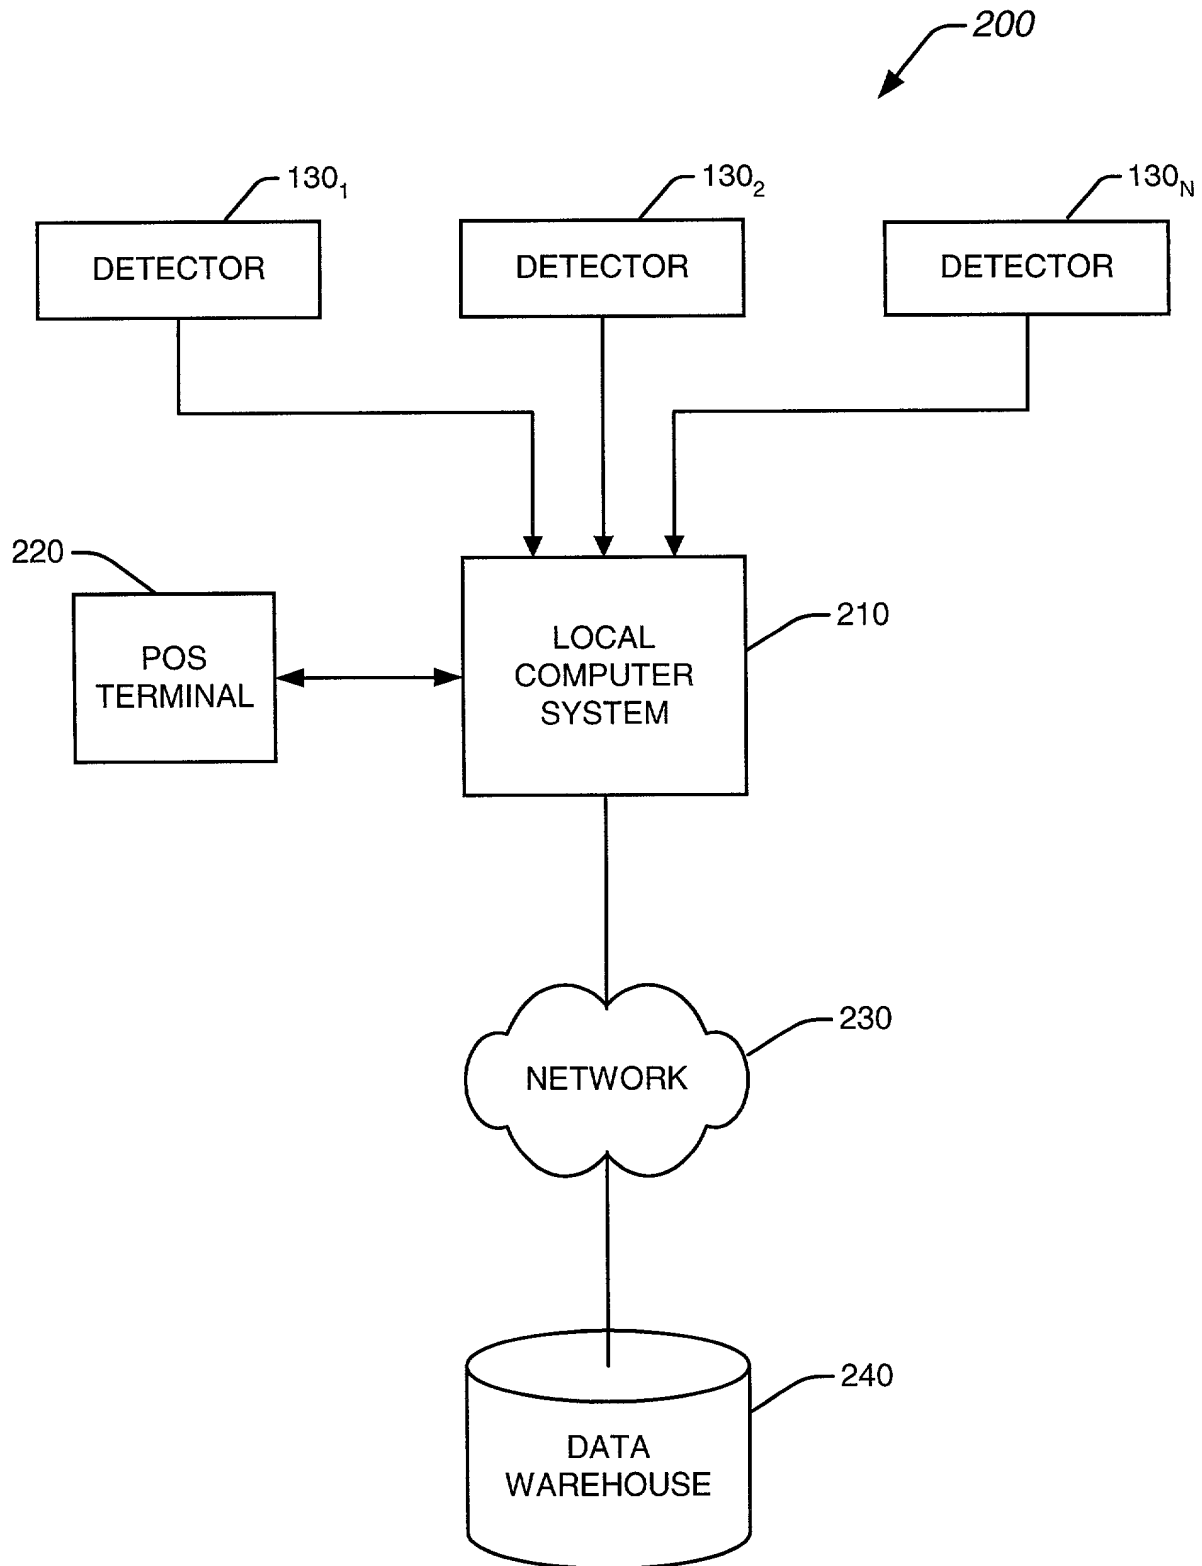 200
130₁
130₂
130N
DETECTOR
DETECTOR
DETECTOR
220
POS
TERMINAL
LOCAL
COMPUTER
SYSTEM
210
230
NETWORK
240
DATA
WAREHOUSE